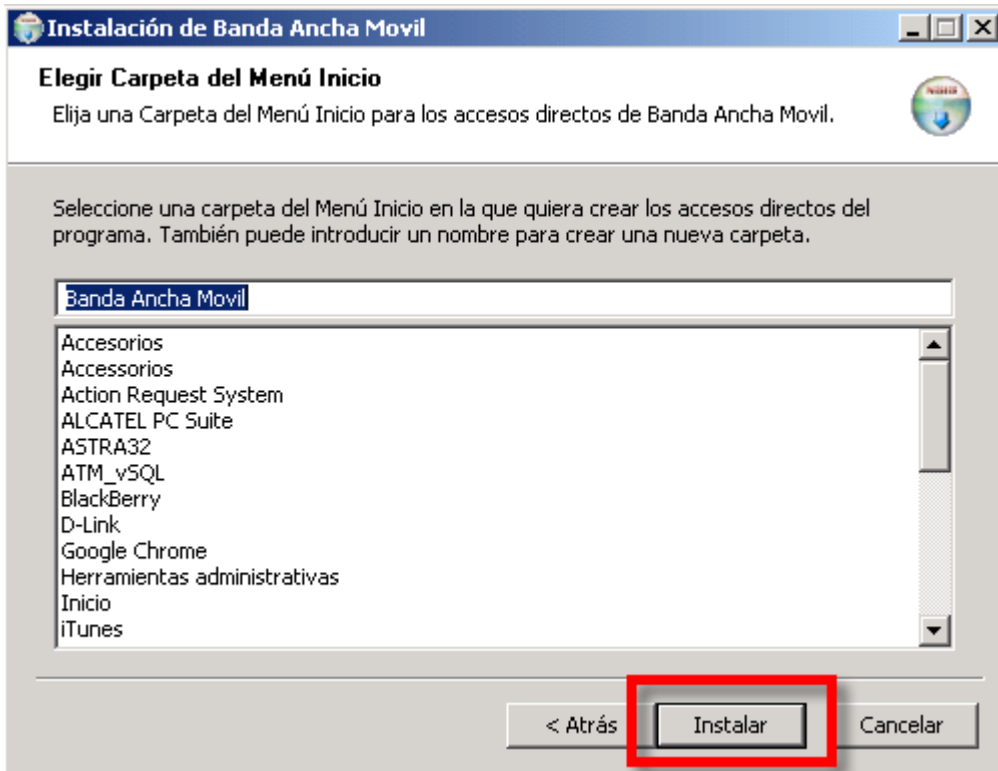 Instalación de Banda Ancha Movil
Elegir Carpeta del Menú Inicio
Elija una Carpeta del Menú Inicio para los accesos directos de Banda Ancha Movil.
Seleccione una carpeta del Menú Inicio en la que quiera crear los accesos directos del
programa. También puede introducir un nombre para crear una nueva carpeta.
Banda Ancha Movil
Accesorios
Accessorios
Action Request System
ALCATEL PC Suite
ASTRA32
ATM_vSQL
BlackBerry
D-Link
Google Chrome
Herramientas administrativas
Inicio
iTunes
< Atrás Instalar Cancelar